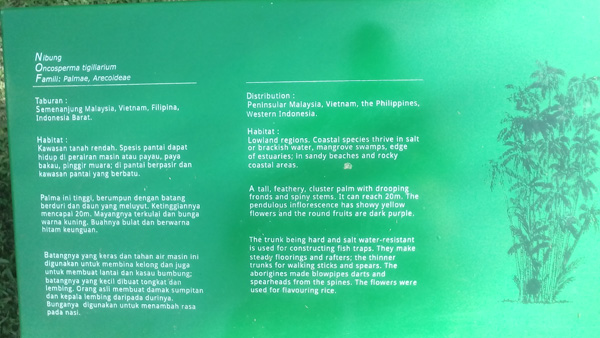 Nibung
Oncosperma tigillarium
Famili: Palmae, Arecoideae
Taburan :
Semenanjung Malaysia, Vietnam, Filipina,
Indonesia Barat.
Habitat :
Kawasan tanah rendah. Spesis pantai dapat
hidup di perairan masin atau payau, paya
bakau, pinggir muara; di pantai berpasir dan
kawasan pantai yang berbatu.
Palma ini tinggi, berumpun dengan batang
berduri dan daun yang meluyut. Ketinggiannya
mencapai 20m. Mayangnya terkulai dan bunga
warna kuning. Buahnya bulat dan berwarna
hitam keunguan.
Batangnya yang keras dan tahan air masin ini
digunakan untuk membina kelong dan juga
untuk membuat lantai dan kasau bumbung;
batangnya yang kecil dibuat tongkat dan
lembing. Orang asli membuat damak sumpitan
dan kepala lembing daripada durinya.
Bunganya digunakan untuk menambah rasa
pada nasi.
Distribution :
Peninsular Malaysia, Vietnam, the Philippines,
Western Indonesia.
Habitat :
Lowland regions. Coastal species thrive in salt
or brackish water, mangrove swamps, edge
of estuaries; in sandy beaches and rocky
coastal areas.
A tall, feathery, cluster palm with drooping
fronds and spiny stems. It can reach 20m. The
pendulous inflorescence has showy yellow
flowers and the round fruits are dark purple.
The trunk being hard and salt water-resistant
is used for constructing fish traps. They make
steady floorings and rafters; the thinner
trunks for walking sticks and spears. The
aborigines made blowpipes darts and
spearheads from the spines. The flowers were
used for flavouring rice.